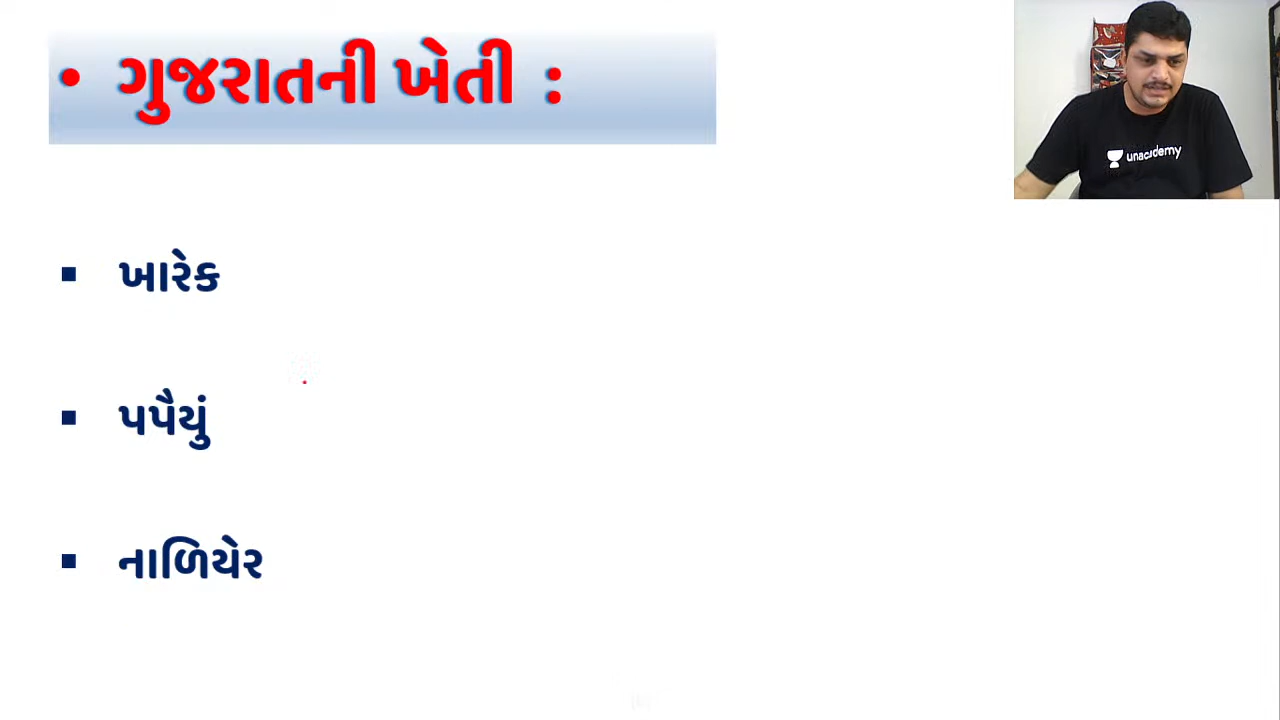 • ગુજરાતની ખેતી :
unacademy
▪ ખારેક
▪ પપૈયું
▪ નાળિયેર